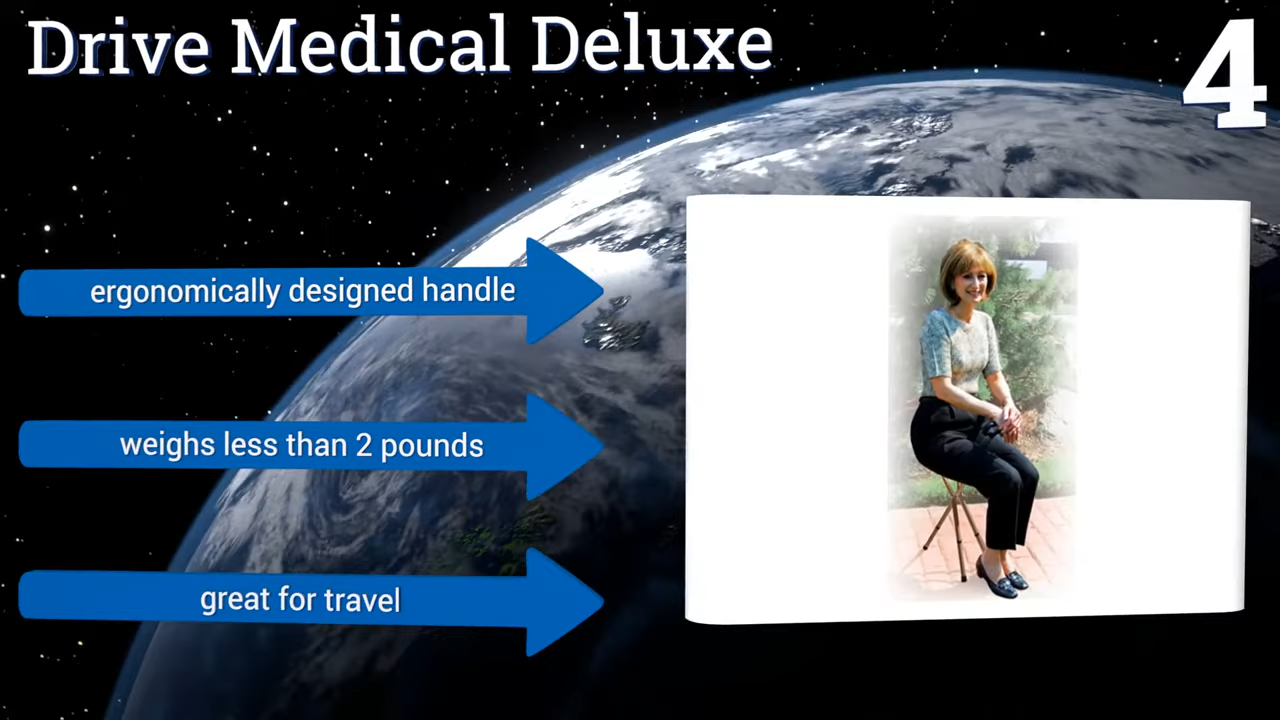 Drive Medical Deluxe
4
ergonomically designed handle
weighs less than 2 pounds
great for travel